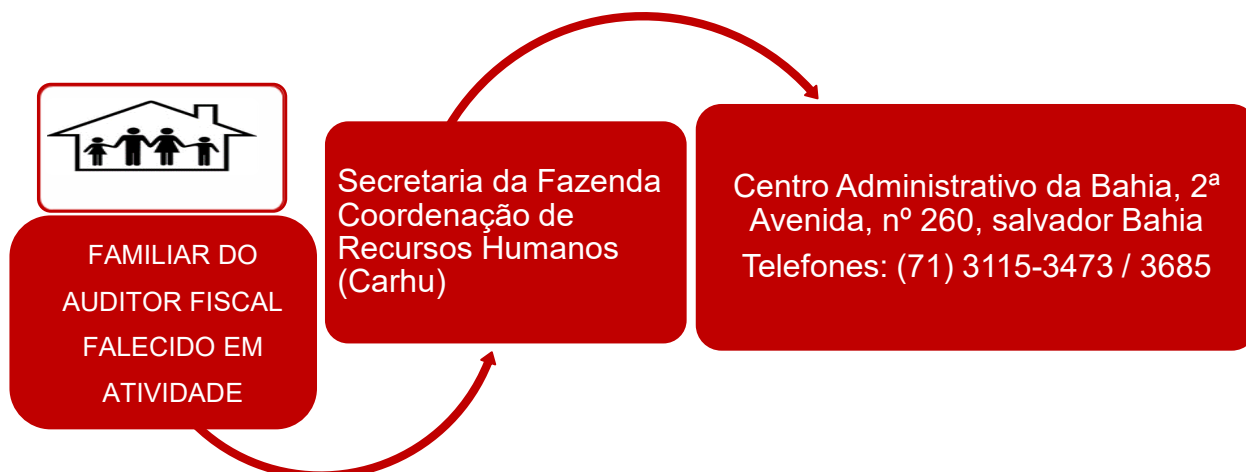 FAMILIAR DO
AUDITOR FISCAL
FALECIDO EM
ATIVIDADE
Secretaria da Fazenda
Coordenação de
Recursos Humanos
(Carhu)
Centro Administrativo da Bahia, 2ª
Avenida, nº 260, salvador Bahia
Telefones: (71) 3115-3473 / 3685